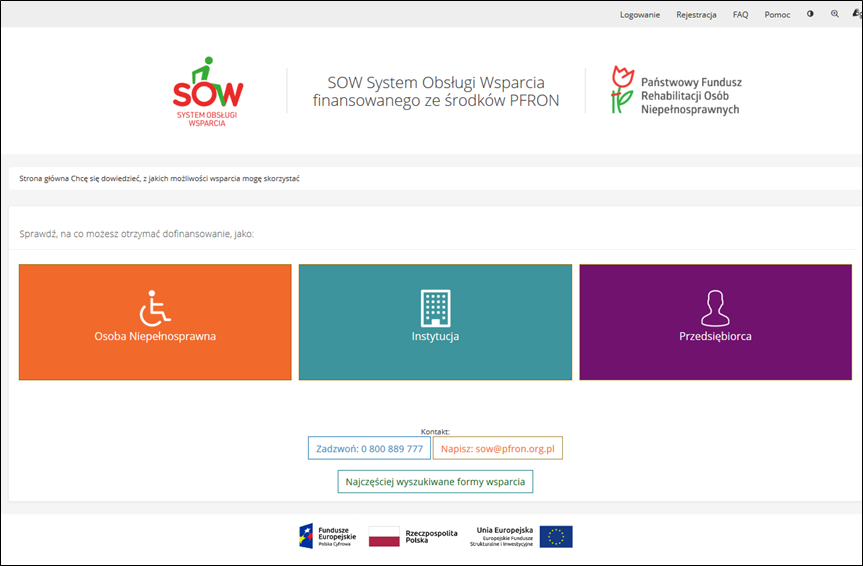 Logowanie Rejestracja FAQ Pomoc
SOW
SYSTEM OBSŁUGI
WSPARCIA
SOW System Obsługi Wsparcia
finansowanego ze środków PFRON
Państwowy Fundusz
Rehabilitacji Osób
Niepełnosprawnych
Strona główna Chcę się dowiedzieć, z jakich możliwości wsparcia mogę skorzystać
Sprawdź, na co możesz otrzymać dofinansowanie, jako:
Osoba Niepełnosprawna
Instytucja
Przedsiębiorca
Kontakt:
Zadzwoń: 0 800 889 777
Napisz: sow@pfron.org.pl
Najczęściej wyszukiwane formy wsparcia
Fundusze
Europejskie
Polska Cyfrowa
Rzeczpospolita
Polska
Unia Europejska
Europejskie Fundusze
Strukturalne i Inwestycyjne